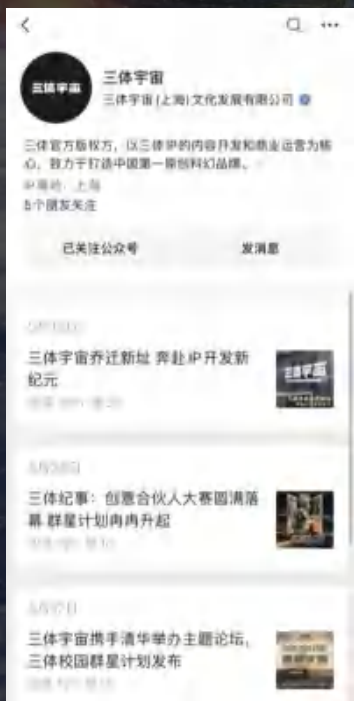 三体宇宙
三体宇宙
三体宇宙(上海)文化发展有限公司
三体官方版权方，以三体IP的内容开发和商业运营为核
心，致力于打造中国第一原创科幻品牌。
IP属地：上海
5个朋友关注
已关注公众号
发消息
三体宇宙乔迁新址 奔赴IP开发新
纪元
三体宇宙
三体纪事：创意合伙人大赛圆满落
幕 群星计划冉冉升起
三体宇宙携手清华举办主题论坛，
三体校园群星计划发布